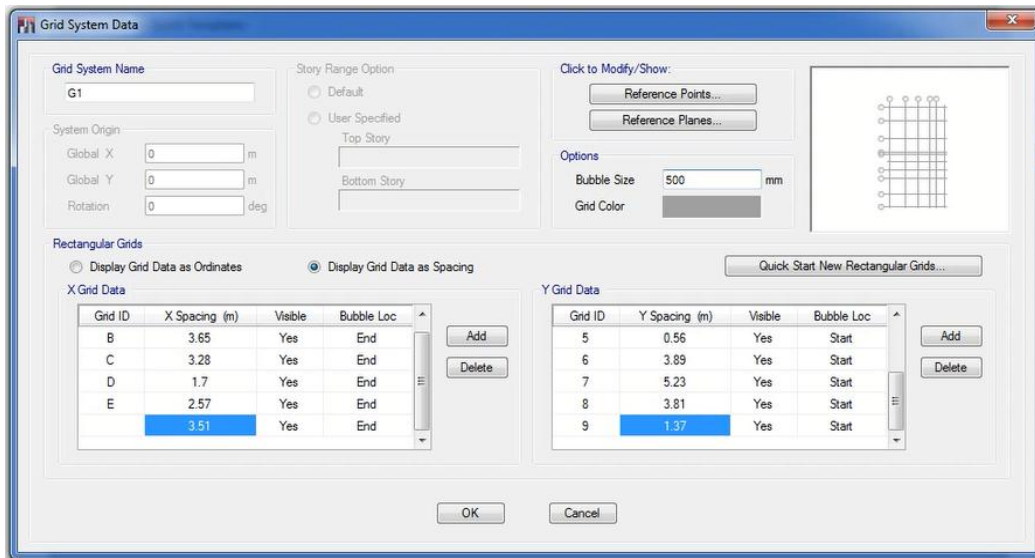 Grid System Data
Grid System Name
G1
System Origin
Global X 0 m
Global Y 0 m
Rotation 0 deg
Story Range Option
Default
User Specified
Top Story
Bottom Story
Click to Modify/Show:
Reference Points...
Reference Planes...
Options
Bubble Size 500 mm
Grid Color
Rectangular Grids
Display Grid Data as Ordinates
Display Grid Data as Spacing
Quick Start New Rectangular Grids...
X Grid Data
Grid ID X Spacing (m) Visible Bubble Loc
B 3.65 Yes End
C 3.28 Yes End
D 1.7 Yes End
E 2.57 Yes End
3.51 Yes End
Add
Delete
Y Grid Data
Grid ID Y Spacing (m) Visible Bubble Loc
5 0.56 Yes Start
6 3.89 Yes Start
7 5.23 Yes Start
8 3.81 Yes Start
9 1.37 Yes Start
Add
Delete
OK
Cancel